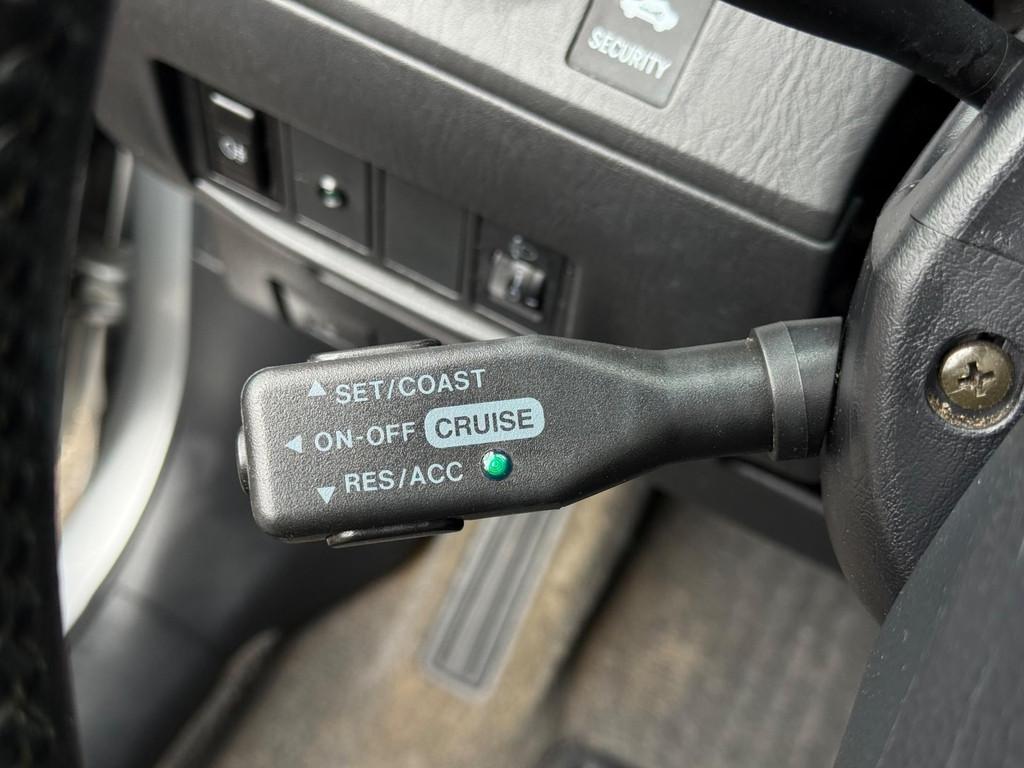 SECURITY
SET/COAST
ON-OFF CRUISE
RES/ACC